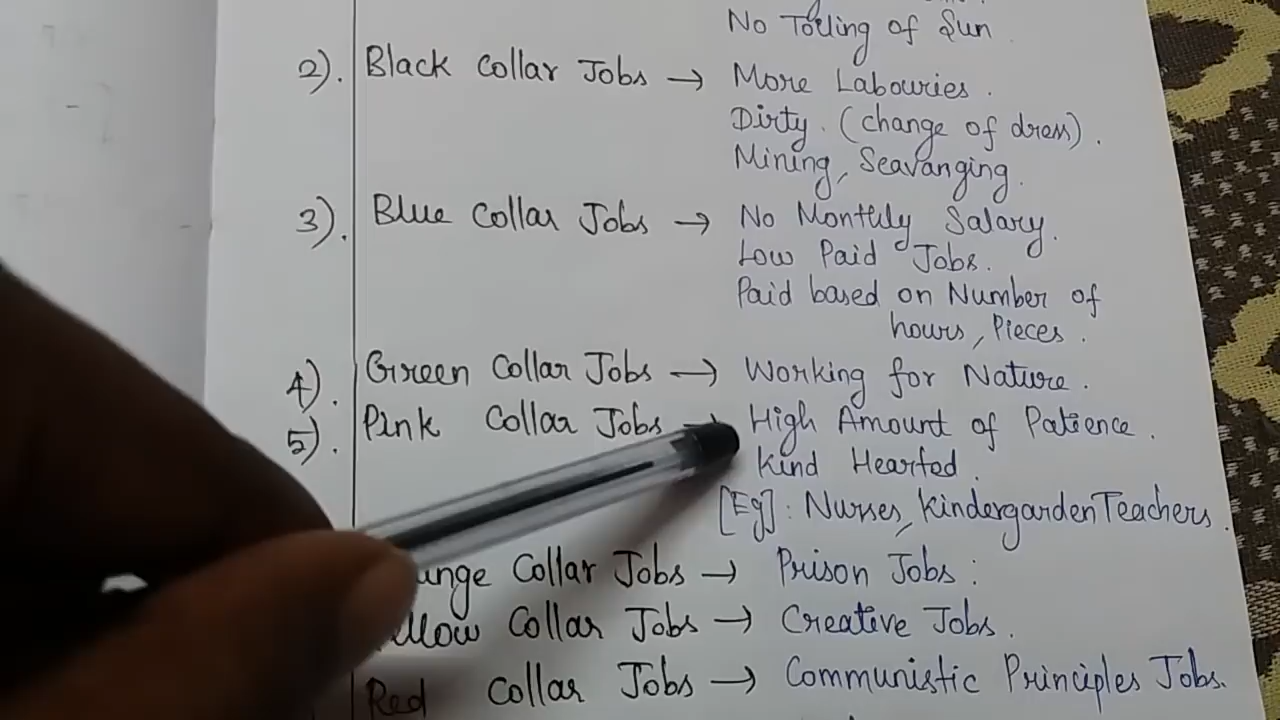 No Toiling of Sun
2). Black Collar Jobs → More Labouries.
Dirty. (change of dress).
Mining, Scavanging.
3). Blue Collar Jobs → No Monthly Salary.
Low Paid Jobs.
Paid based on Number of
hours, Pieces.
4). Green Collar Jobs → Working for Nature.
5). Pink Collar Jobs → High Amount of Patience.
Kind Hearted.
[Eg]: Nurses, Kindergarden Teachers.
Collar Jobs → Prison Jobs:
Collar Jobs → Creative Jobs.
Red Collar Jobs → Communistic Principles Jobs.